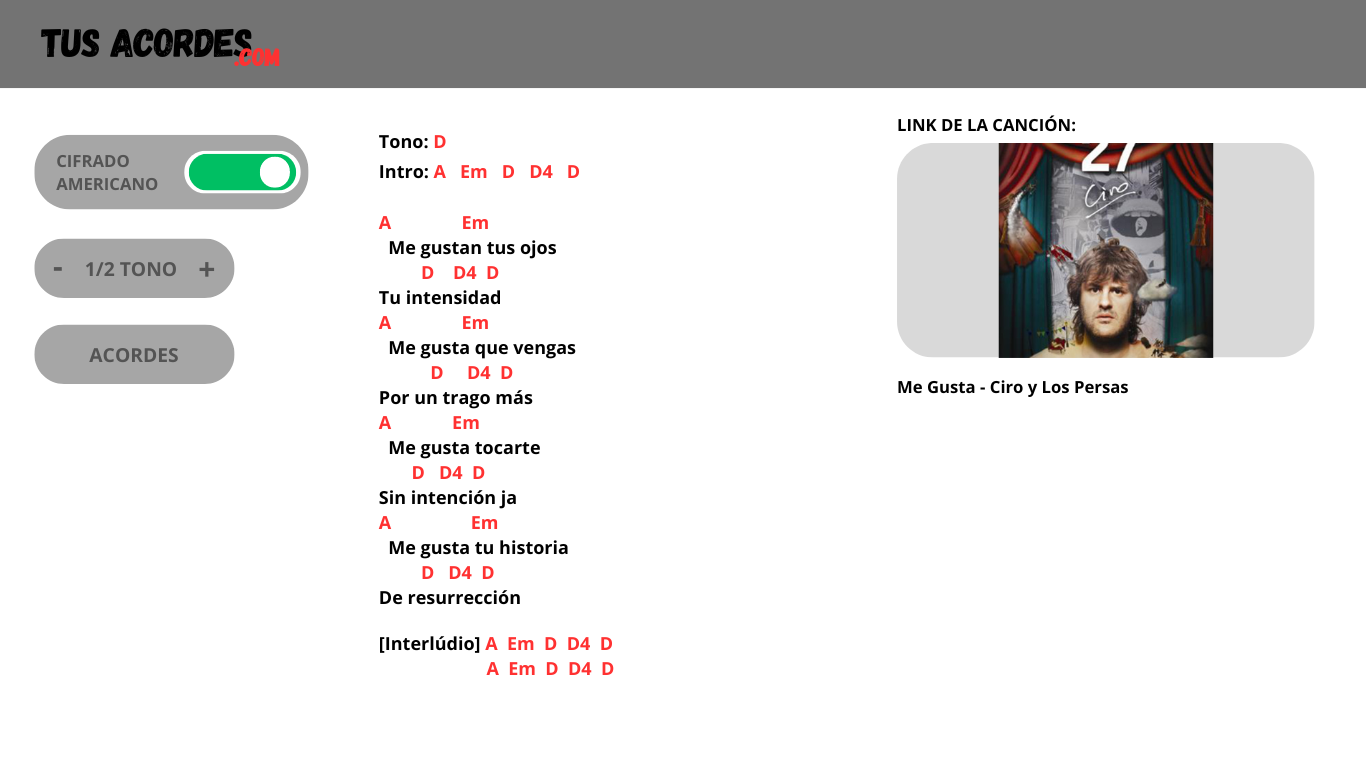 TUS ACORDES
.COM
CIFRADO
AMERICANO
- 1/2 TONO +
ACORDES
Tono: D
Intro: A Em D D4 D
A Em
Me gustan tus ojos
D D4 D
Tu intensidad
A Em
Me gusta que vengas
D D4 D
Por un trago más
A Em
Me gusta tocarte
D D4 D
Sin intención ja
A Em
Me gusta tu historia
D D4 D
De resurrección
[Interlúdio] A Em D D4 D
A Em D D4 D
LINK DE LA CANCIÓN:
27
Ciro
Me Gusta - Ciro y Los Persas